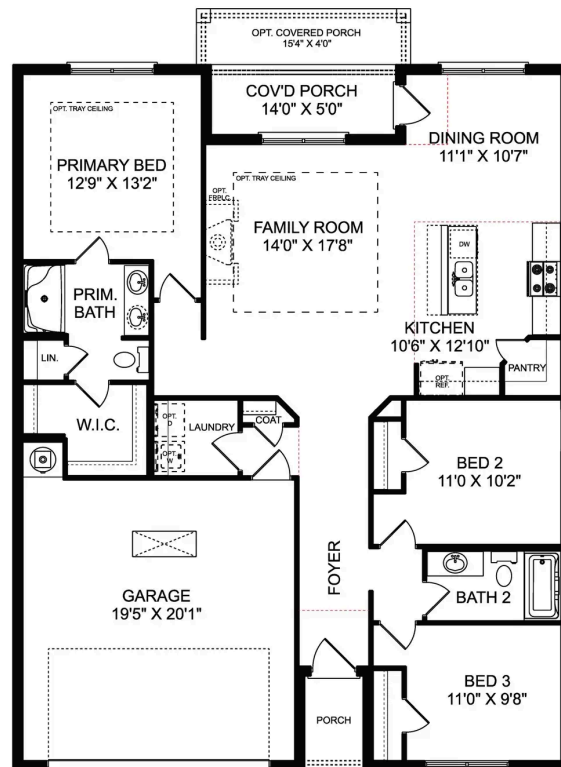 OPT. COVERED PORCH
15'4" X 4'0"
COV'D PORCH
14'0" X 5'0"
DINING ROOM
11'1" X 10'7"
OPT. TRAY CEILING
PRIMARY BED
12'9" X 13'2"
OPT.
FRPLC.
OPT. TRAY CEILING
FAMILY ROOM
14'0" X 17'8"
DW
PRIM.
BATH
KITCHEN
10'6" X 12'10"
PANTRY
OPT.
REF.
LIN.
W.I.C.
OPT.
D
OPT.
W
LAUNDRY
COAT
BED 2
11'0 X 10'2"
FOYER
BATH 2
GARAGE
19'5" X 20'1"
BED 3
11'0" X 9'8"
PORCH